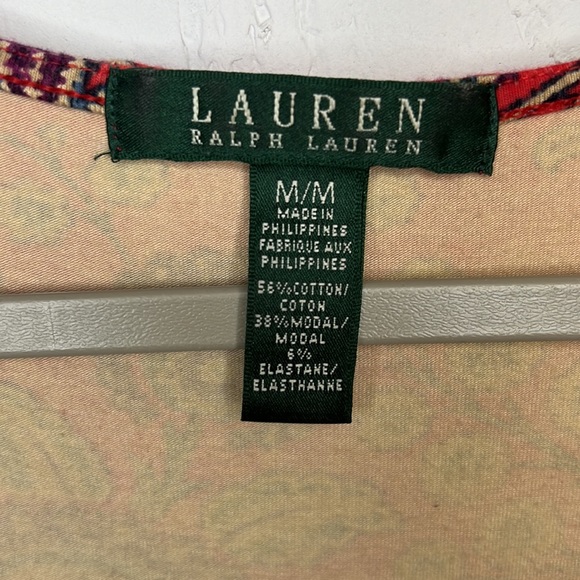 LAUREN
RALPH LAUREN
M/M
MADE IN
PHILIPPINES
FABRIQUE AUX
PHILIPPINES
56%COTTON/
COTON
38%MODAL/
MODAL
6%
ELASTANE/
ELASTHANNE